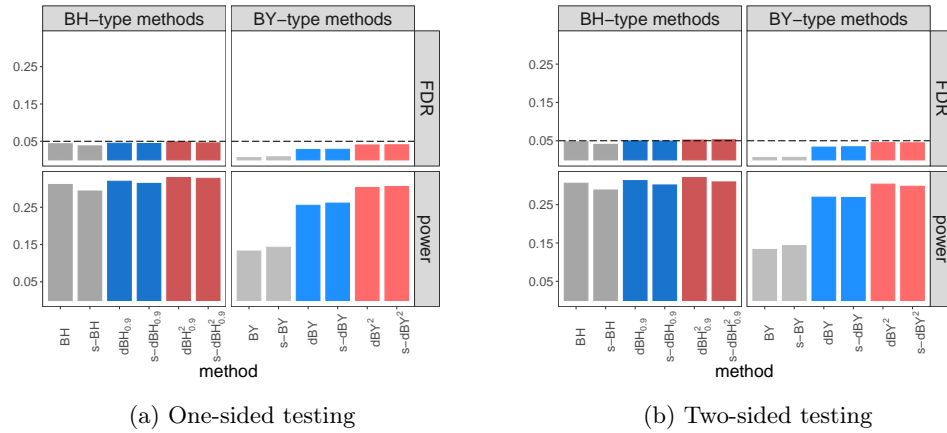 BH−type methods BY−type methods
FDR
0.25
0.15
0.05
power
0.25
0.15
0.05
BH s−BH dBH0.9 s−dBH0.9 dBH²0.9 s−dBH²0.9 BY s−BY dBY s−dBY dBY² s−dBY²
method
(a) One-sided testing
BH−type methods BY−type methods
FDR
0.25
0.15
0.05
power
0.25
0.15
0.05
BH s−BH dBH0.9 s−dBH0.9 dBH²0.9 s−dBH²0.9 BY s−BY dBY s−dBY dBY² s−dBY²
method
(b) Two-sided testing